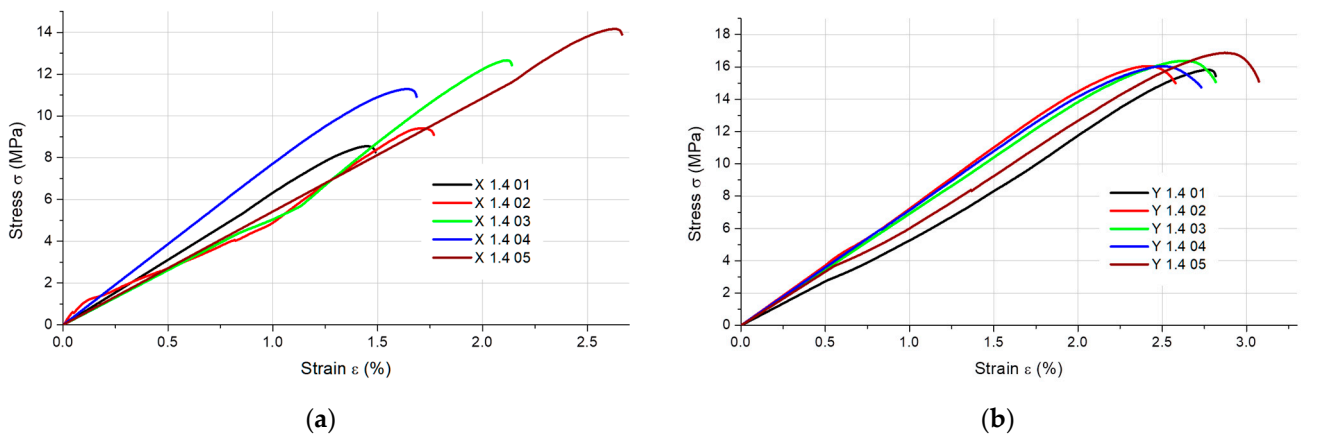 14
12
10
8
6
4
2
0
Stress σ (MPa)
X 1.4 01
X 1.4 02
X 1.4 03
X 1.4 04
X 1.4 05
0.0 0.5 1.0 1.5 2.0 2.5
Strain ε (%)
(a)
18
16
14
12
10
8
6
4
2
0
Stress σ (MPa)
Y 1.4 01
Y 1.4 02
Y 1.4 03
Y 1.4 04
Y 1.4 05
0.0 0.5 1.0 1.5 2.0 2.5 3.0
Strain ε (%)
(b)